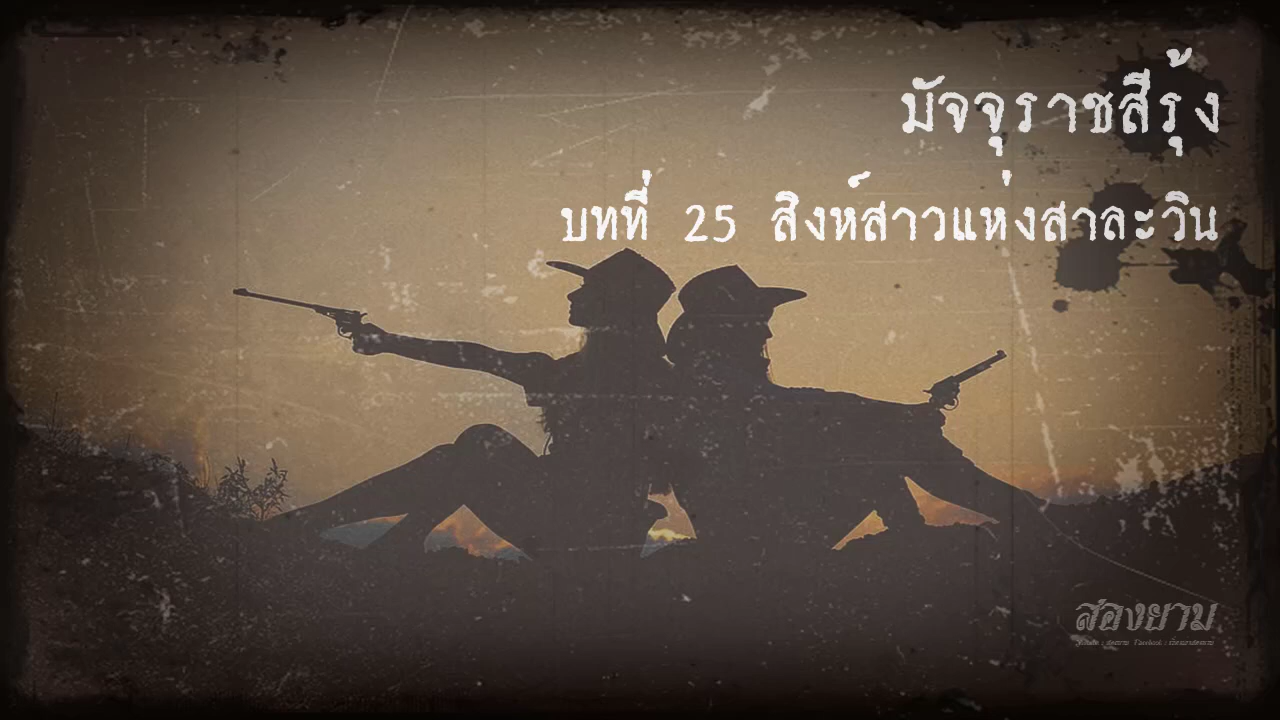 มัจจุราชสีรุ้ง
บทที่ 25 สิงห์สาวแห่งสาละวิน
สองยาม